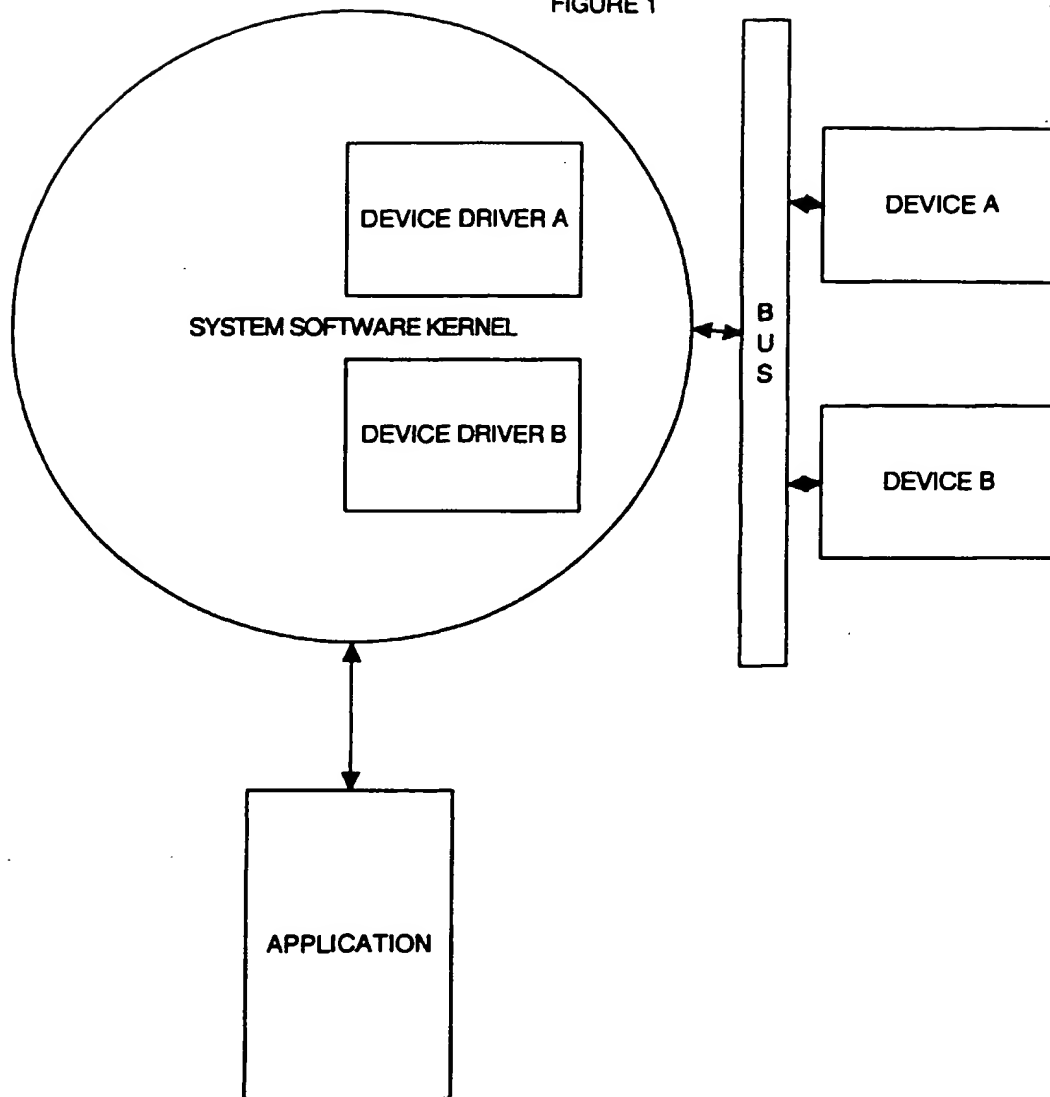 FIGURE 1
DEVICE DRIVER A
DEVICE A
SYSTEM SOFTWARE KERNEL
B
U
S
DEVICE DRIVER B
DEVICE B
APPLICATION